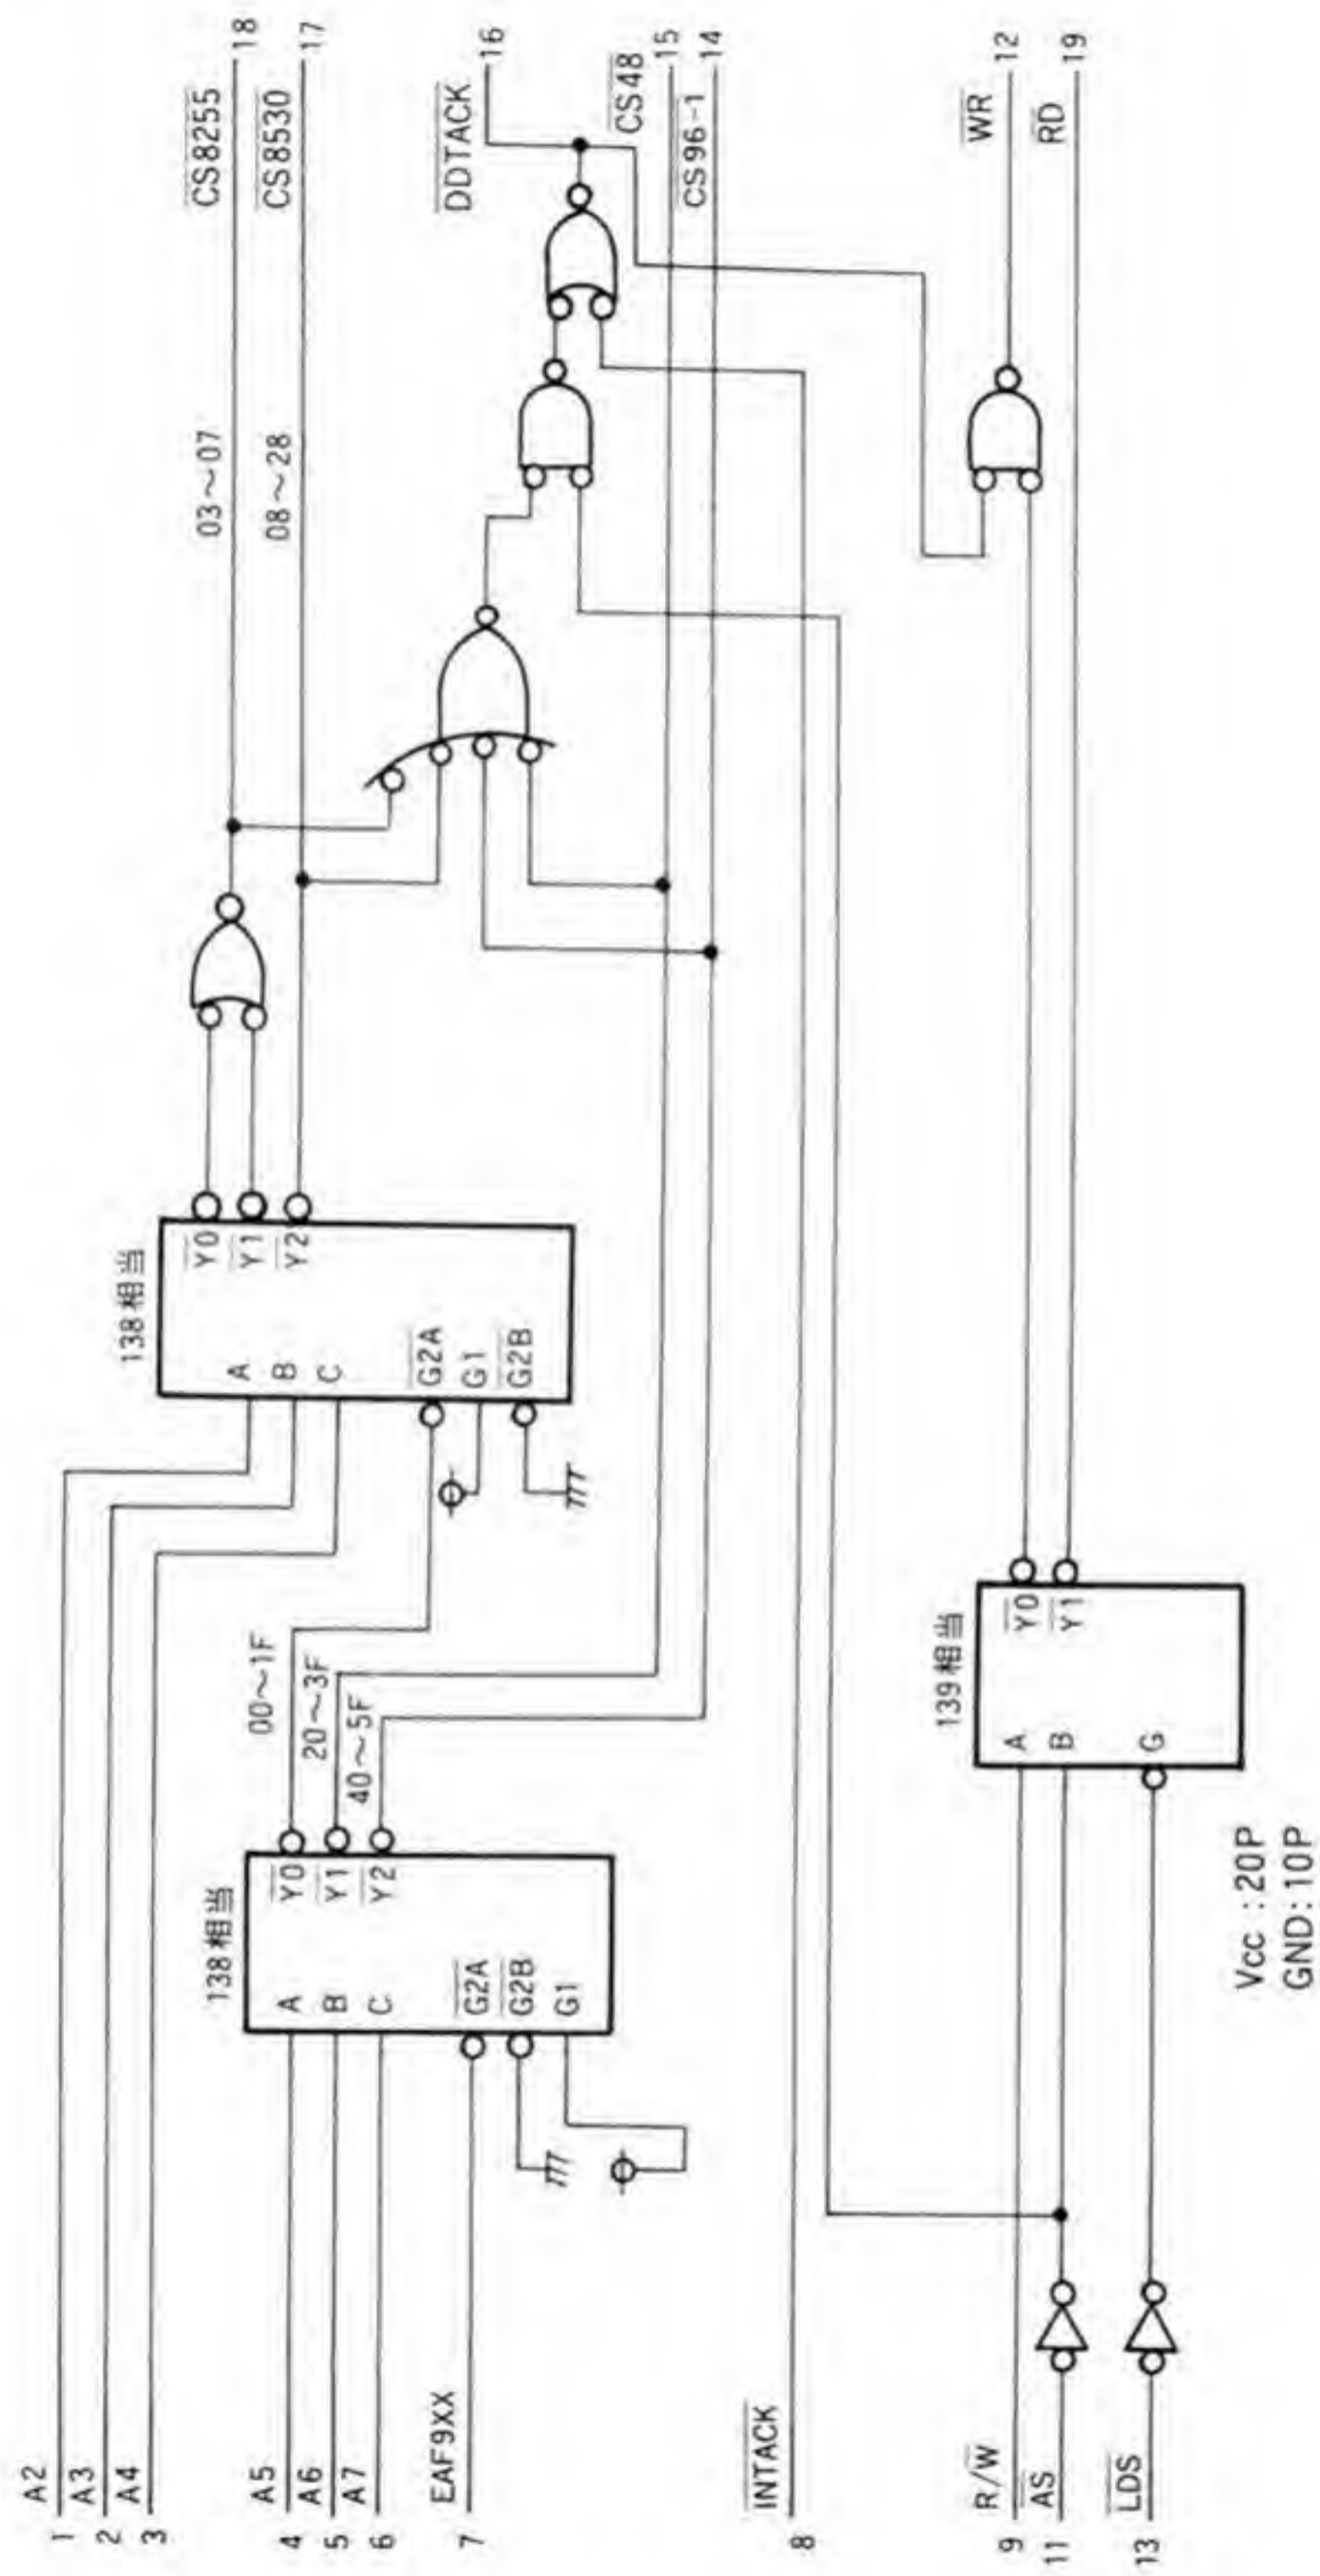 A2
1
A3
2
A4
3
A5
4
A6
5
A7
6
EAF9XX
7
INTACK
8
R/W
9
AS
11
LDS
13
138相当
A
B
C
G2A
G2B
G1
Y0
Y1
Y2
00~1F
20~3F
40~5F
138相当
A
B
C
G2A
G1
G2B
Y0
Y1
Y2
139相当
A
B
G
Y0
Y1
03~07
08~28
CS8255
18
CS8530
17
DDTACK
16
CS48
15
CS96-1
14
WR
12
RD
19
Vcc : 20P
GND: 10P